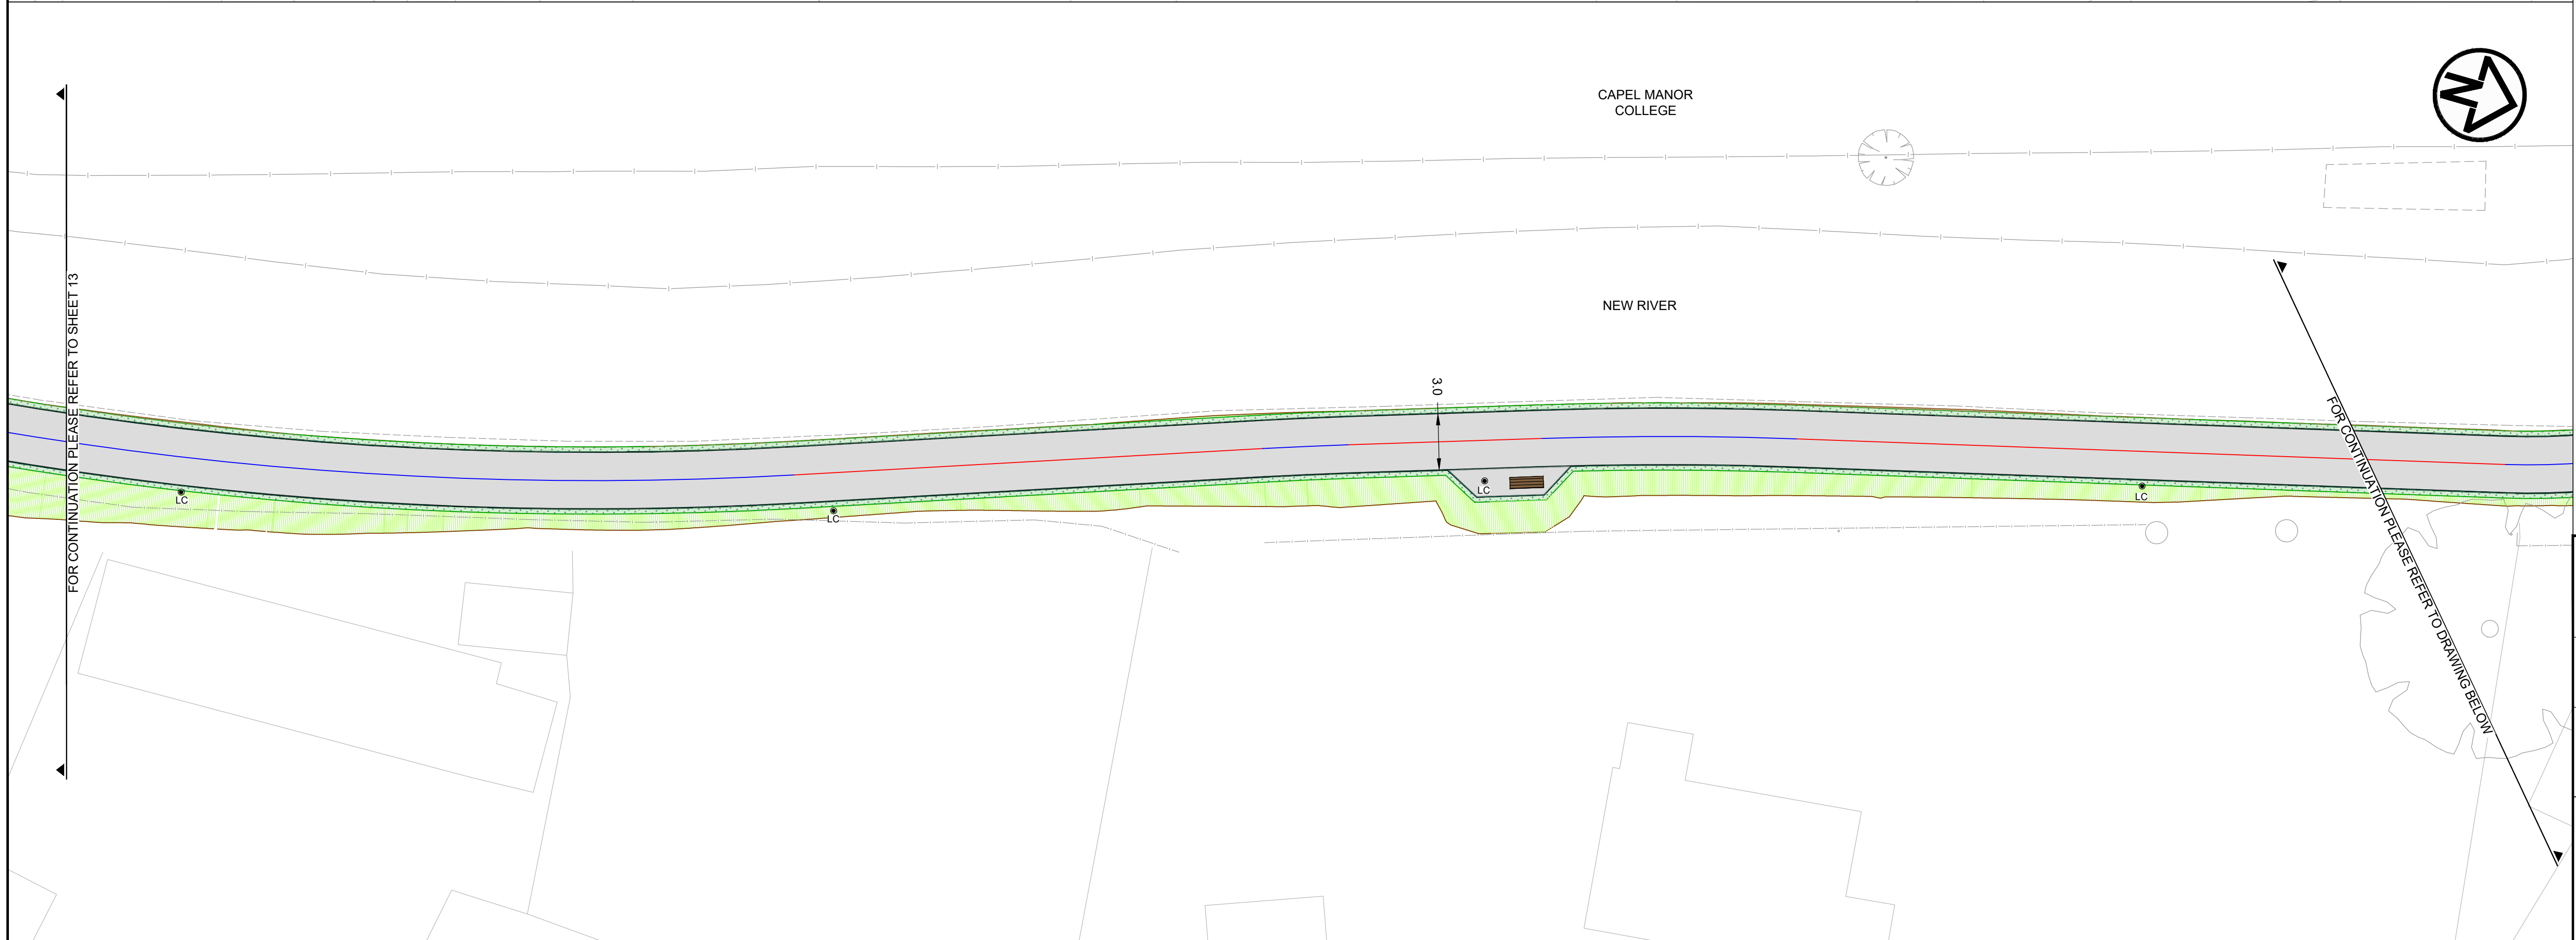 CAPEL MANOR
COLLEGE
N
FOR CONTINUATION PLEASE REFER TO SHEET 13
NEW RIVER
3.0
FOR CONTINUATION PLEASE REFER TO DRAWING BELOW
LC
LC
LC
LC